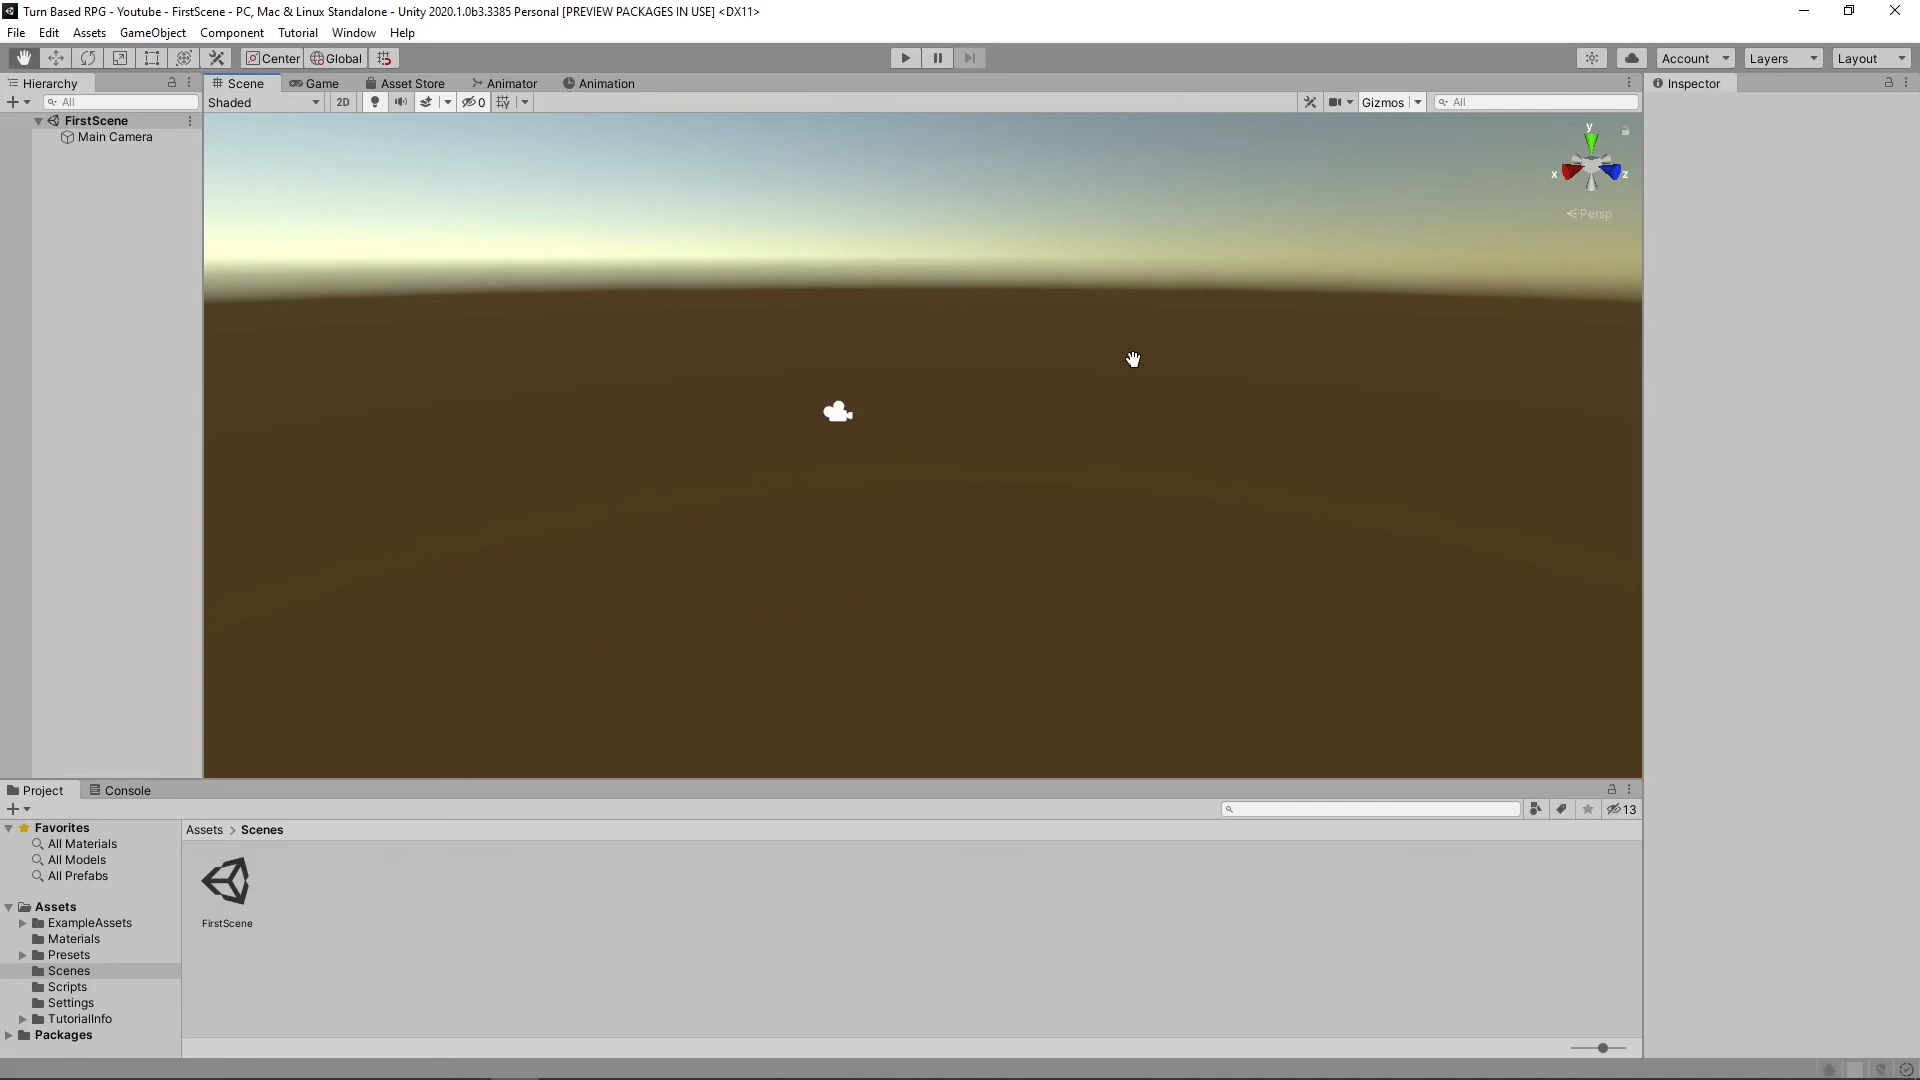 Turn Based RPG - Youtube - FirstScene - PC, Mac & Linux Standalone - Unity 2020.1.0b3.3385 Personal [PREVIEW PACKAGES IN USE] <DX11>
File Edit Assets GameObject Component Tutorial Window Help
Center Global Account Layers Layout
Hierarchy Scene Game Asset Store Animator Animation Inspector
All Shaded 2D 0 Gizmos All
FirstScene
Main Camera
y
x z
Persp
Project Console
13
Favorites Assets > Scenes
All Materials
All Models
All Prefabs
Assets
ExampleAssets FirstScene
Materials
Presets
Scenes
Scripts
Settings
TutorialInfo
Packages